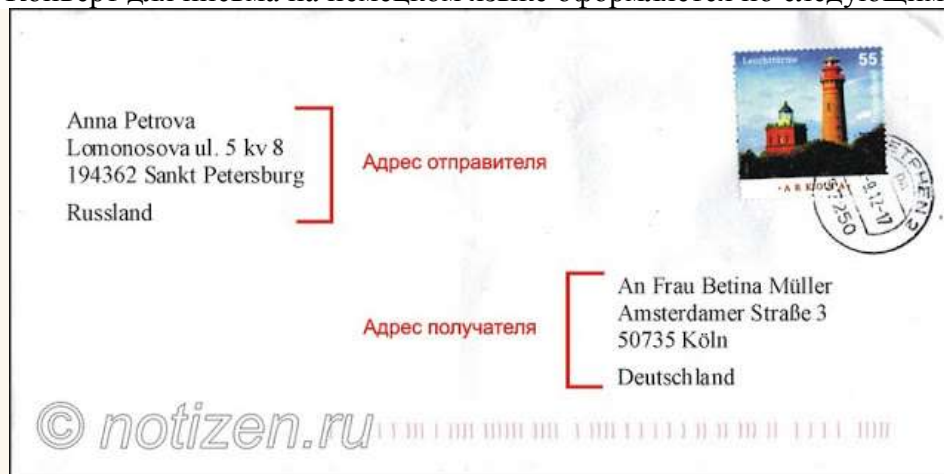 Конверт для письма на немецком языке оформляется по следующим
Leuchttürme 55
Anna Petrova
Lomonosova ul. 5 kv 8
194362 Sankt Petersburg
Russland
Адрес отправителя
An Frau Betina Müller
Amsterdamer Straße 3
50735 Köln
Deutschland
Адрес получателя
© notizen.ru